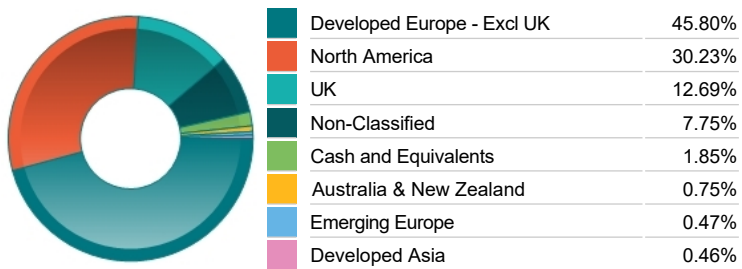 Developed Europe - Excl UK 45.80%
North America 30.23%
UK 12.69%
Non-Classified 7.75%
Cash and Equivalents 1.85%
Australia & New Zealand 0.75%
Emerging Europe 0.47%
Developed Asia 0.46%